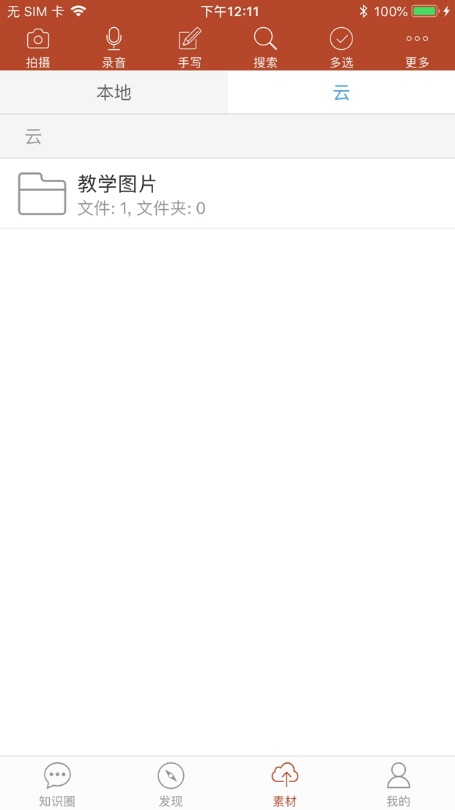 无 SIM 卡 下午12:11 100%
拍摄 录音 手写 搜索 多选 更多
本地 云
云
教学图片
文件: 1, 文件夹: 0
知识圈 发现 素材 我的